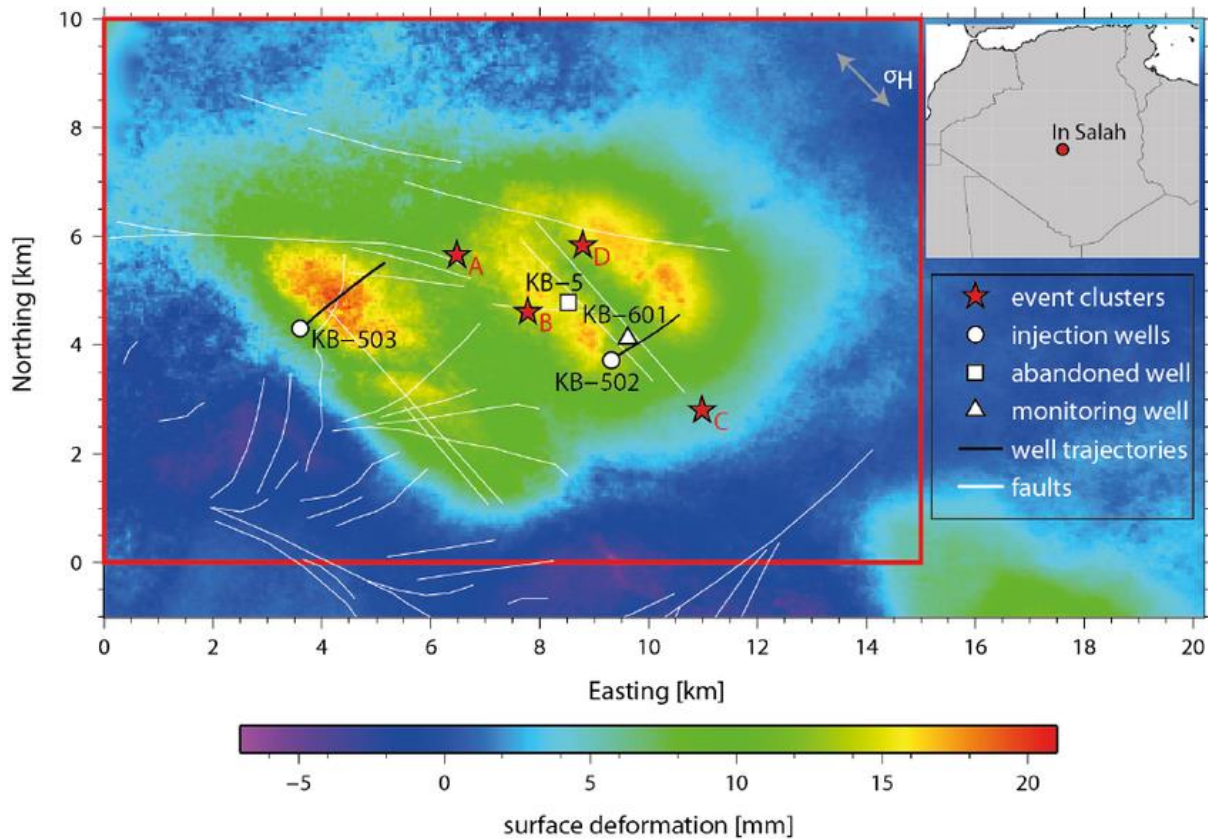 10
8
6
4
2
0
Northing [km]
0
2
4
6
8
10
12
14
16
18
20
Easting [km]
σH
In Salah
A
D
KB-5
B
KB-601
KB-503
KB-502
C
event clusters
injection wells
abandoned well
monitoring well
well trajectories
faults
−5
0
5
10
15
20
surface deformation [mm]